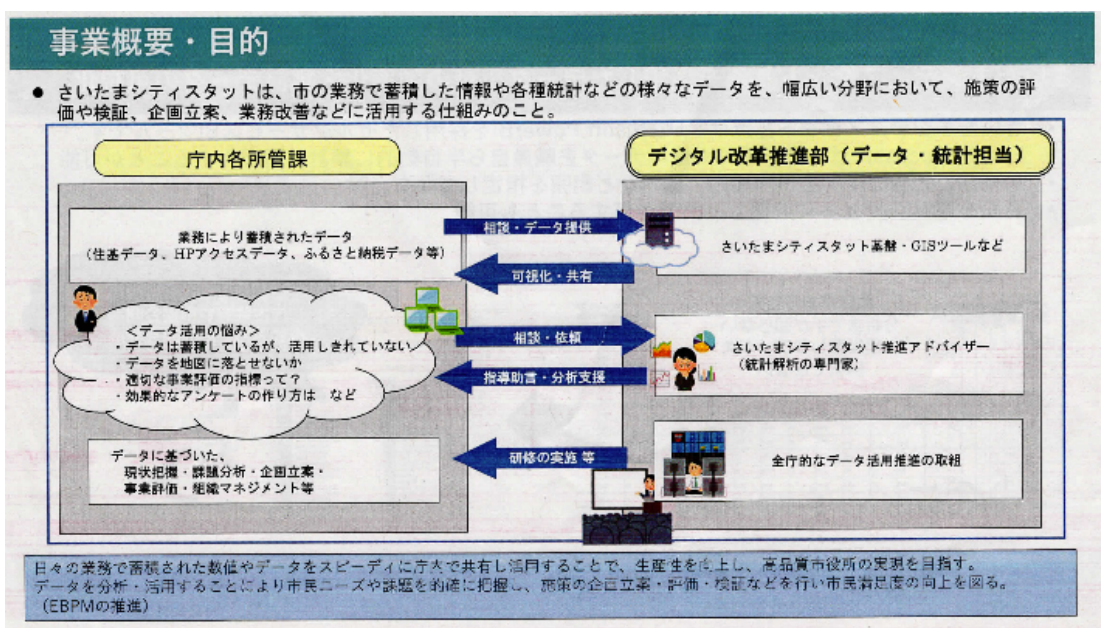 事業概要・目的
● さいたまシティスタットは、市の業務で蓄積した情報や各種統計などの様々なデータを、幅広い分野において、施策の評
価や検証、企画立案、業務改善などに活用する仕組みのこと。
庁内各所管課
デジタル改革推進部（データ・統計担当）
業務により蓄積されたデータ
（住基データ、HPアクセスデータ、ふるさと納税データ等）
相談・データ提供
可視化・共有
さいたまシティスタット基盤・GISツールなど
＜データ活用の悩み＞
・データは蓄積しているが、活用しきれていない
・データを地図に落とせないか
・適切な事業評価の指標って？
・効果的なアンケートの作り方は など
相談・依頼
指導助言・分析支援
さいたまシティスタット推進アドバイザー
（統計解析の専門家）
データに基づいた、
現状把握・課題分析・企画立案・
事業評価・組織マネジメント等
研修の実施 等
全庁的なデータ活用推進の取組
日々の業務で蓄積された数値やデータをスピーディに庁内で共有し活用することで、生産性を向上し、高品質市役所の実現を目指す。
データを分析・活用することにより市民ニーズや課題を的確に把握し、施策の企画立案・評価・検証などを行い市民満足度の向上を図る。
（EBPMの推進）